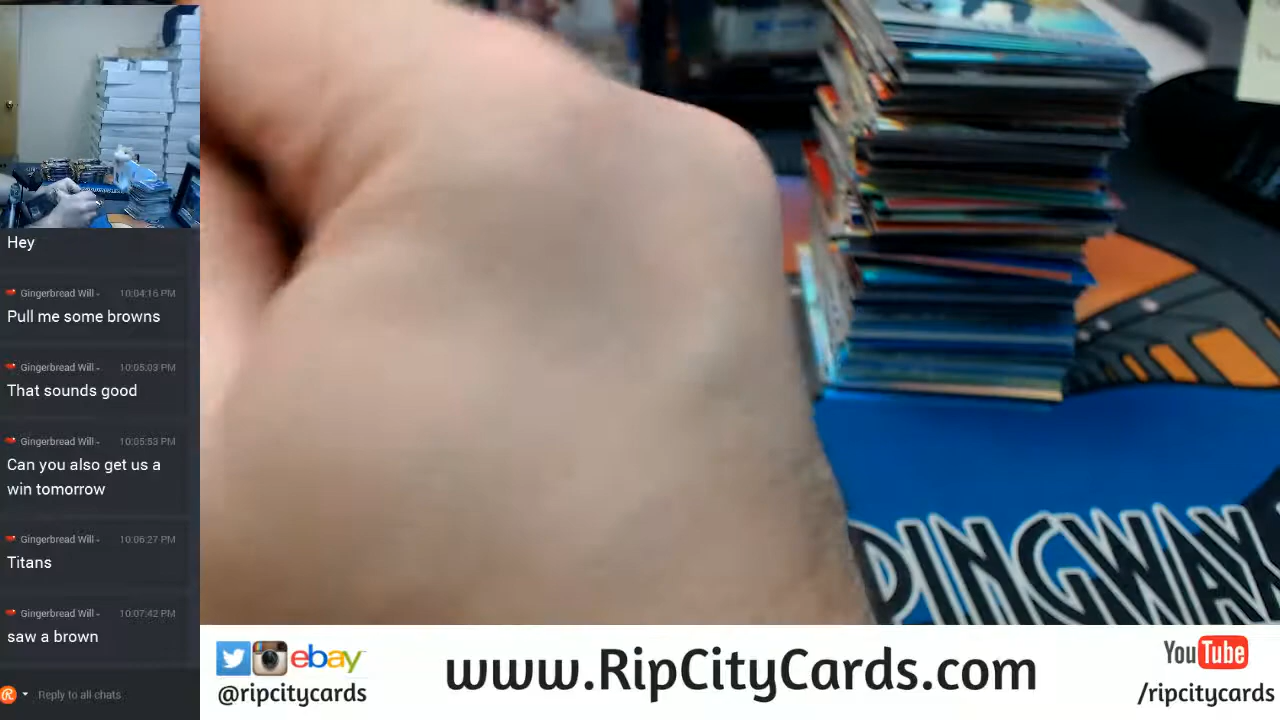 Hey
Gingerbread Will
10:04:16 PM
Pull me some browns
Gingerbread Will
10:05:03 PM
That sounds good
Gingerbread Will
10:05:53 PM
Can you also get us a
win tomorrow
Gingerbread Will
10:06:27 PM
Titans
Gingerbread Will
10:07:42 PM
saw a brown
Reply to all chats
PINGWAX
ebay
@ripcitycards
www.RipCityCards.com
YouTube
/ripcitycards